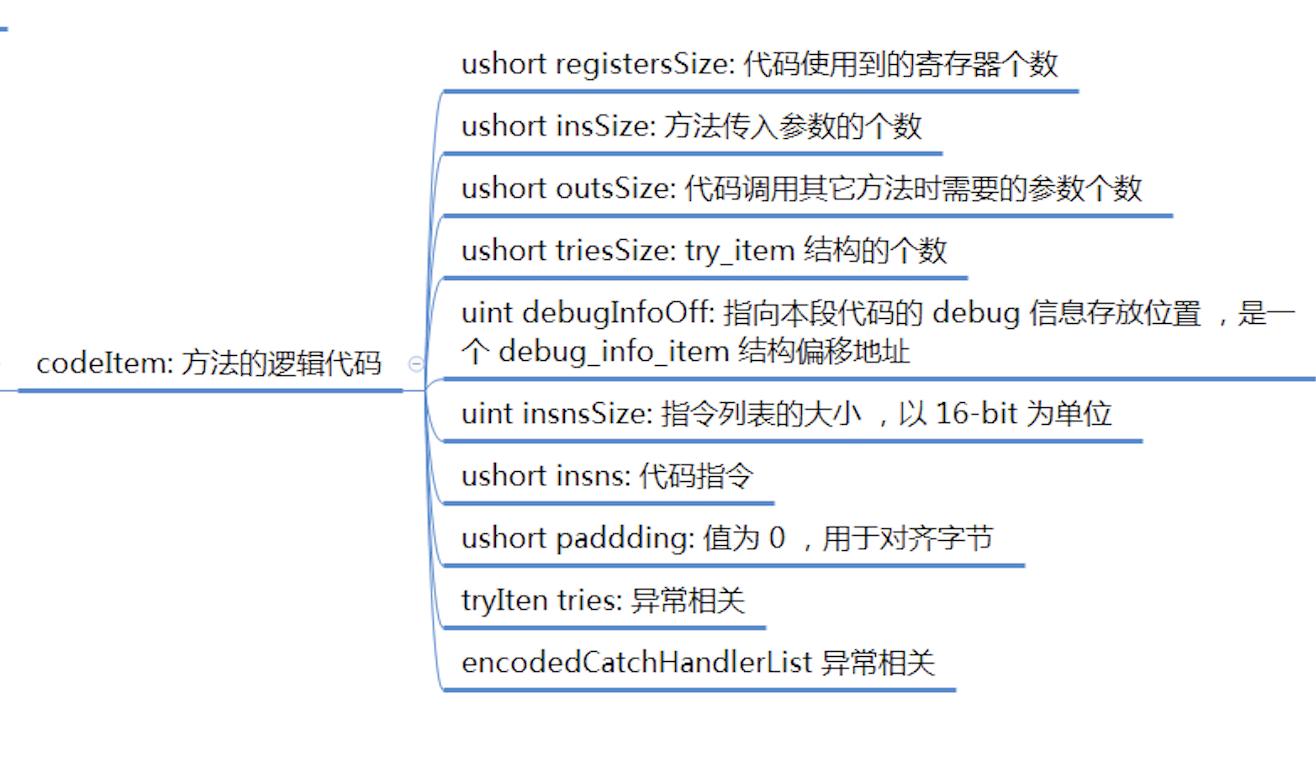 ushort registersSize: 代码使用到的寄存器个数
ushort insSize: 方法传入参数的个数
ushort outsSize: 代码调用其它方法时需要的参数个数
ushort triesSize: try_item 结构的个数
uint debugInfoOff: 指向本段代码的 debug 信息存放位置 ，是一
个 debug_info_item 结构偏移地址
codeItem: 方法的逻辑代码
uint insnsSize: 指令列表的大小 ，以 16-bit 为单位
ushort insns: 代码指令
ushort paddding: 值为 0 ，用于对齐字节
tryIten tries: 异常相关
encodedCatchHandlerList 异常相关